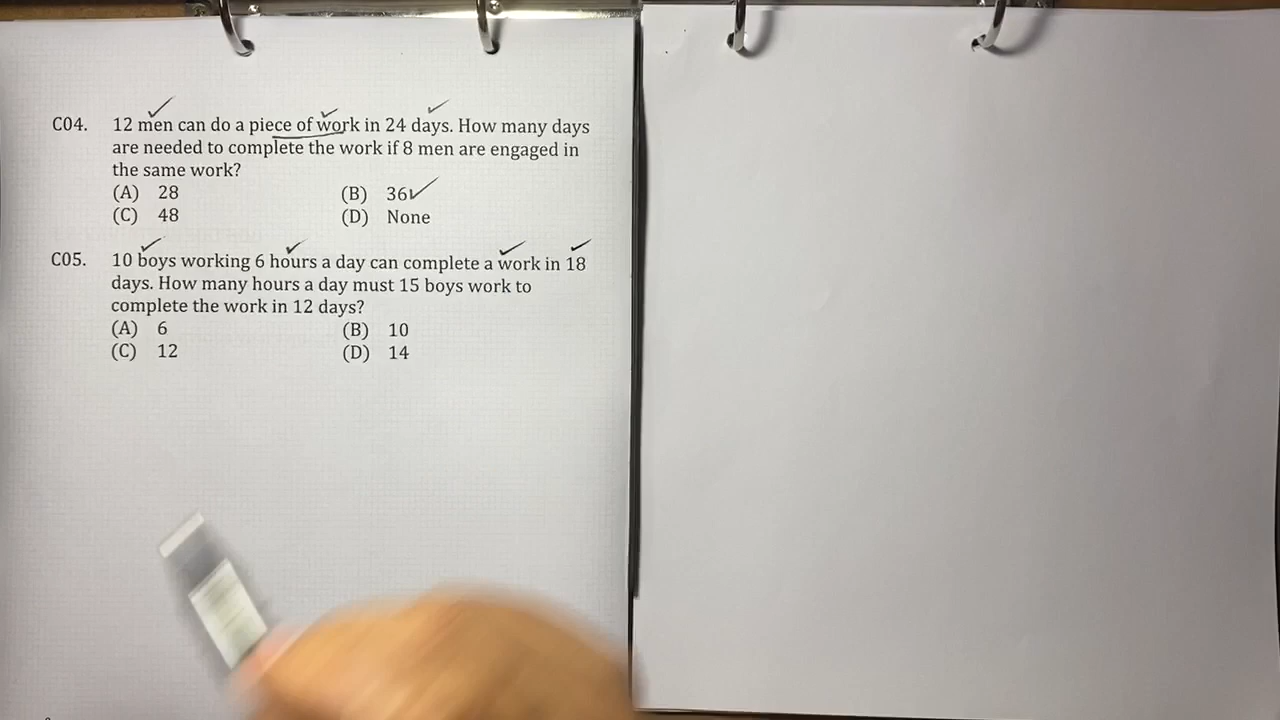 C04. 12 men can do a piece of work in 24 days. How many days
are needed to complete the work if 8 men are engaged in
the same work?
(A) 28 (B) 36
(C) 48 (D) None
C05. 10 boys working 6 hours a day can complete a work in 18
days. How many hours a day must 15 boys work to
complete the work in 12 days?
(A) 6 (B) 10
(C) 12 (D) 14